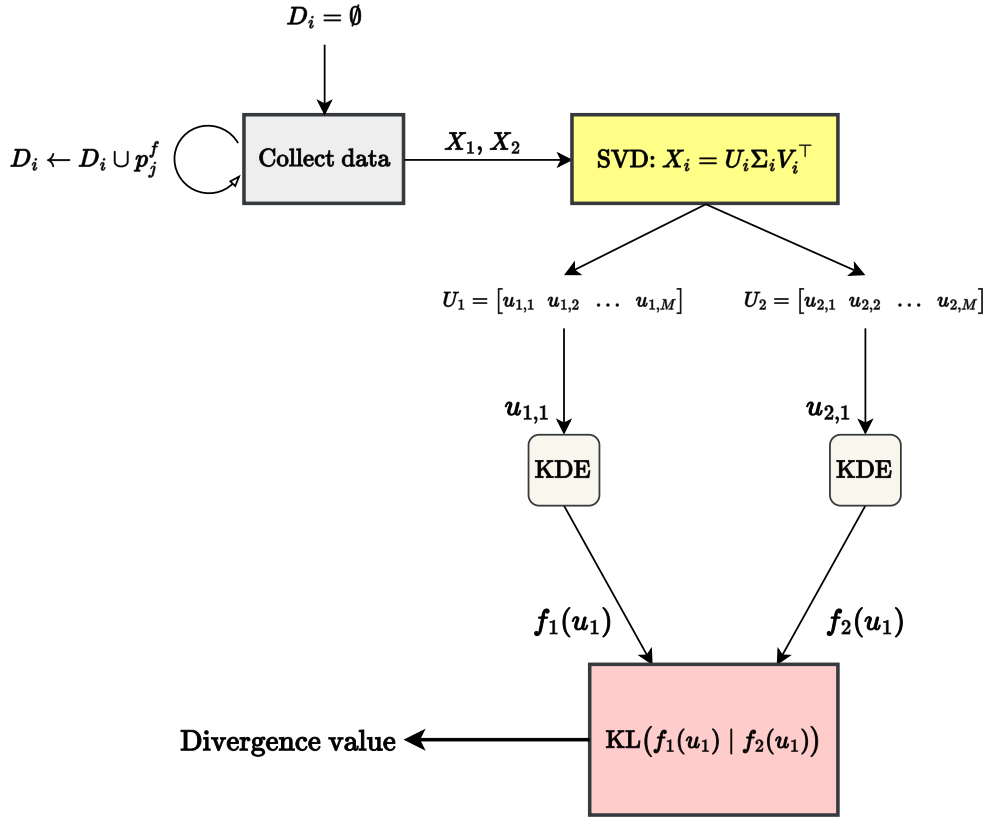 D_i = ∅
D_i ← D_i ∪ p_j^f
Collect data
X_1, X_2
SVD: X_i = U_i Σ_i V_i^⊤
U_1 = [u_{1,1} u_{1,2} … u_{1,M}]
U_2 = [u_{2,1} u_{2,2} … u_{2,M}]
u_{1,1}
u_{2,1}
KDE
KDE
f_1(u_1)
f_2(u_1)
Divergence value
KL(f_1(u_1) | f_2(u_1))